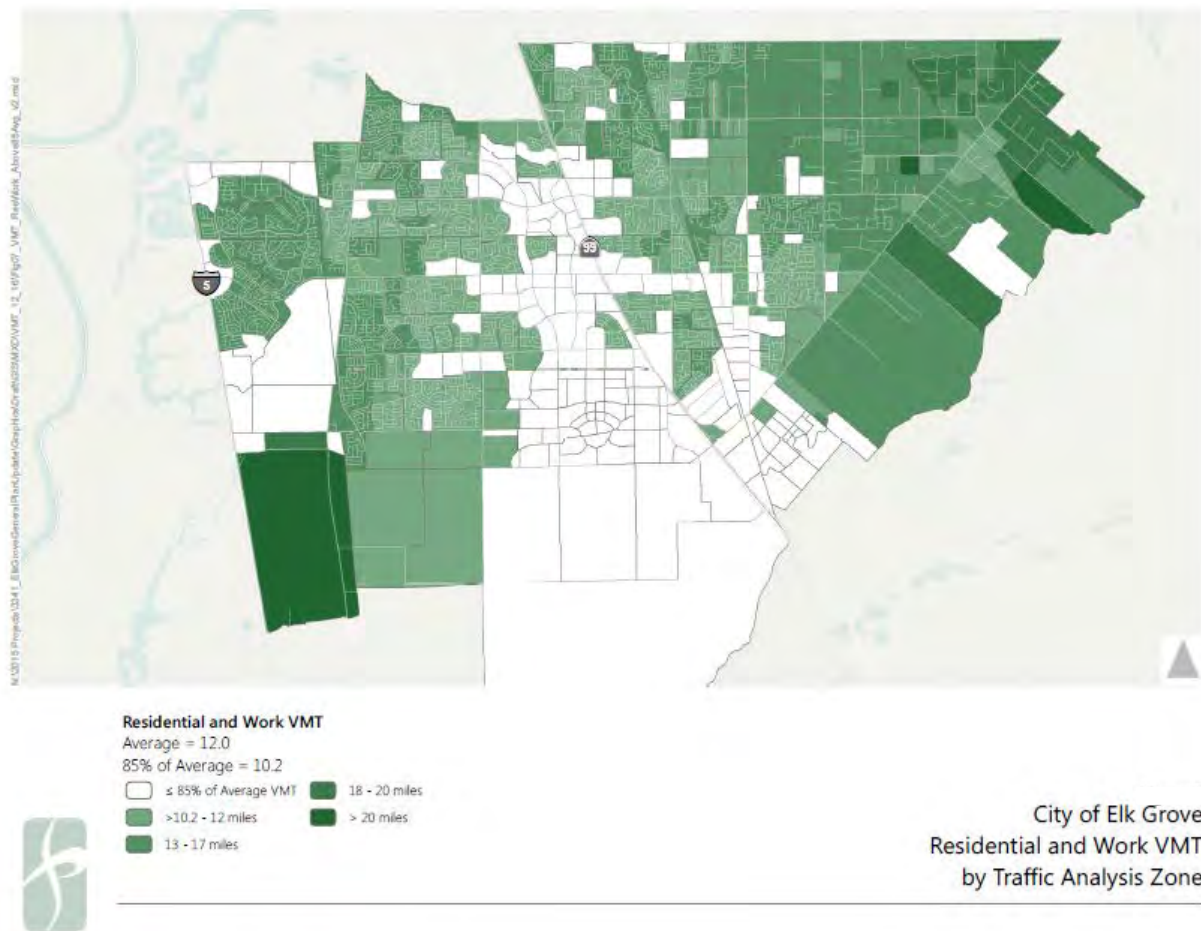 99
5
Residential and Work VMT
Average = 12.0
85% of Average = 10.2
≤ 85% of Average VMT
18 - 20 miles
>10.2 - 12 miles
> 20 miles
13 - 17 miles
City of Elk Grove
Residential and Work VMT
by Traffic Analysis Zone